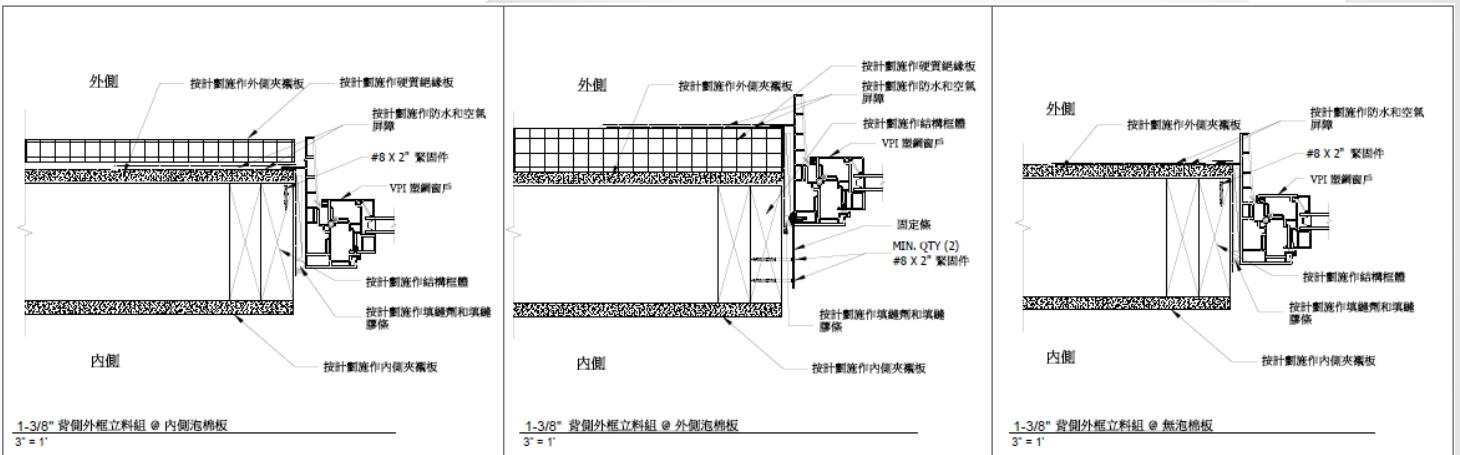 外側
按計劃施作外側夾襯板
按計劃施作硬質絕緣板
按計劃施作防水和空氣
屏障
#8 X 2" 緊固件
VPI 塑鋼窗戶
按計劃施作結構框體
按計劃施作填縫劑和填縫
膠條
內側
按計劃施作內側夾襯板
1-3/8" 背側外框立料組 @ 內側泡棉板
3" = 1'
外側
按計劃施作外側夾襯板
按計劃施作硬質絕緣板
按計劃施作防水和空氣
屏障
按計劃施作結構框體
VPI 塑鋼窗戶
固定條
MIN. QTY (2)
#8 X 2" 緊固件
按計劃施作填縫劑和填縫
膠條
內側
按計劃施作內側夾襯板
1-3/8" 背側外框立料組 @ 外側泡棉板
3" = 1'
外側
按計劃施作外側夾襯板
按計劃施作防水和空氣
屏障
#8 X 2" 緊固件
VPI 塑鋼窗戶
按計劃施作結構框體
按計劃施作填縫劑和填縫
膠條
內側
按計劃施作內側夾襯板
1-3/8" 背側外框立料組 @ 無泡棉板
3" = 1'